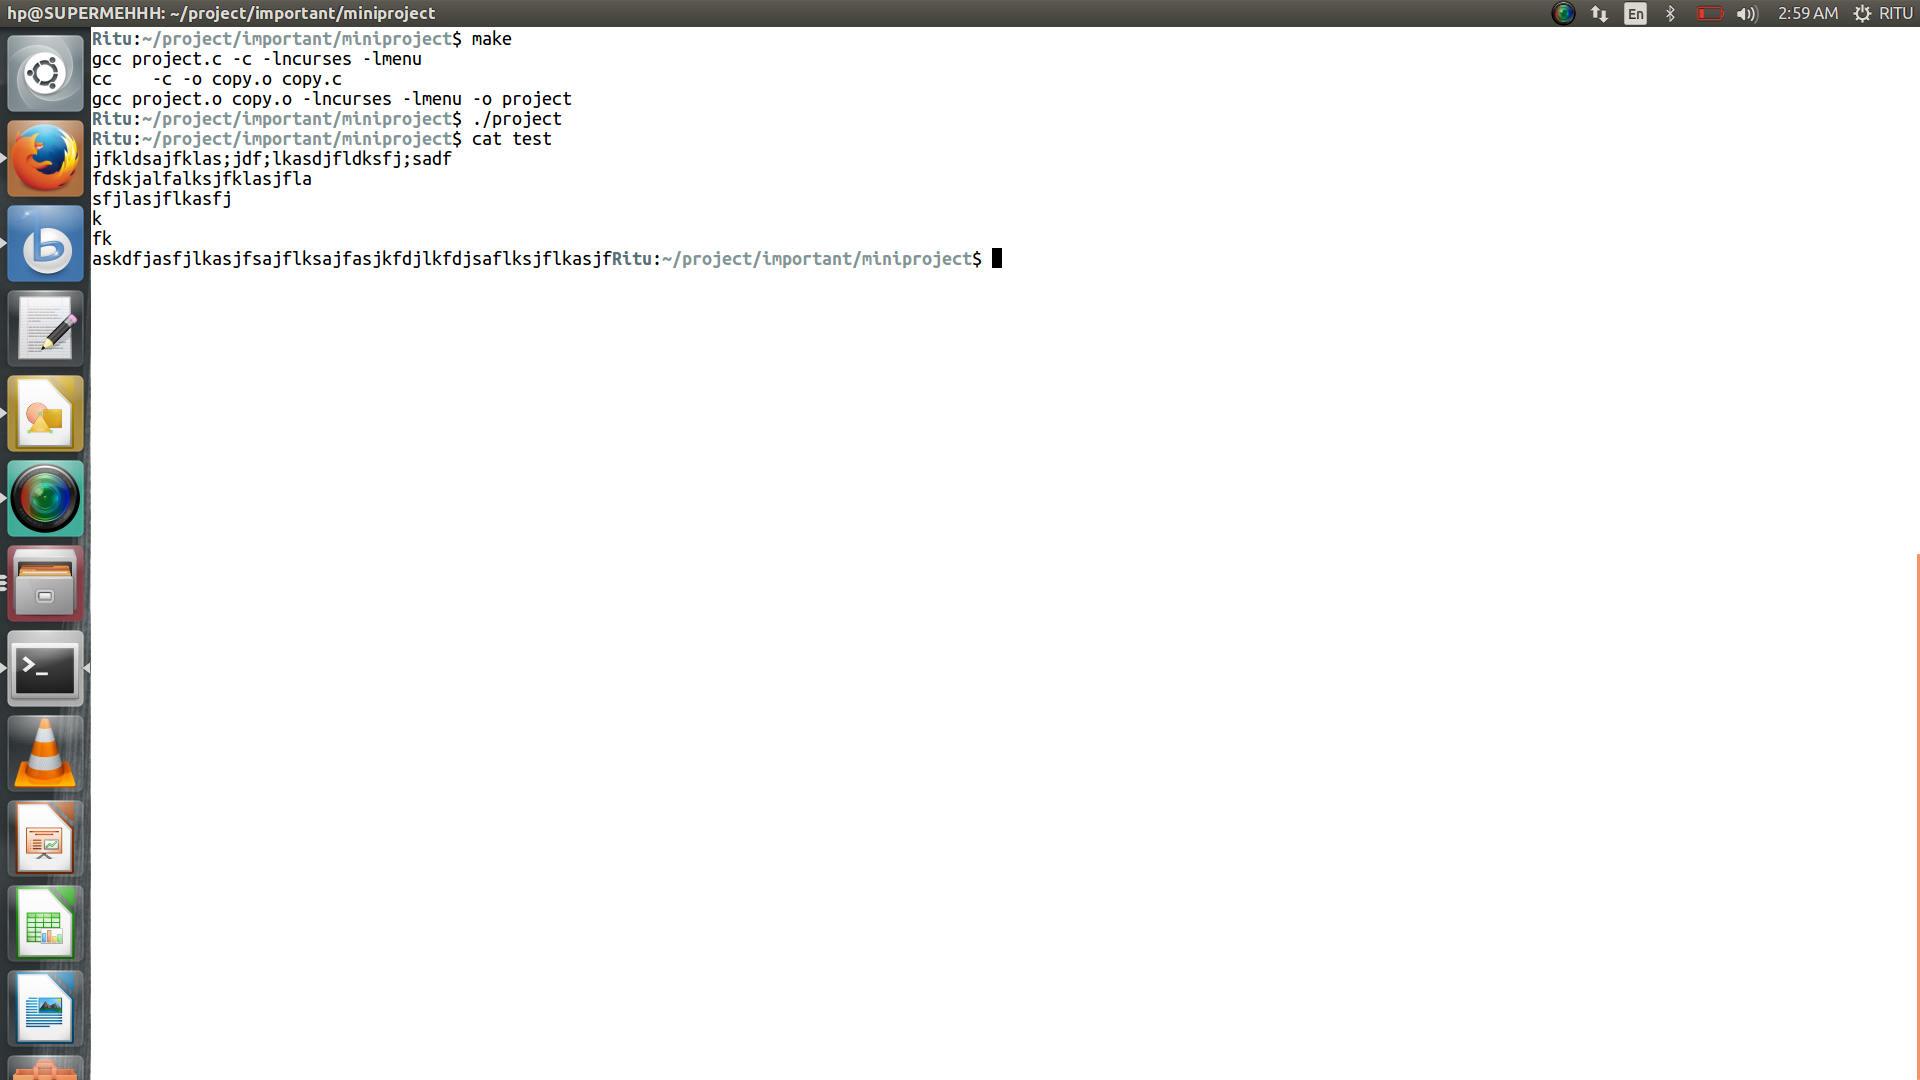 hp@SUPERMEHHH: ~/project/important/miniproject
En
2:59 AM
RITU
Ritu:~/project/important/miniproject$ make
gcc project.c -c -lncurses -lmenu
cc    -c -o copy.o copy.c
gcc project.o copy.o -lncurses -lmenu -o project
Ritu:~/project/important/miniproject$ ./project
Ritu:~/project/important/miniproject$ cat test
jfkldsajfklas;jdf;lkasdjfldksfj;sadf
fdskjalfalksjfklasjfla
sfjlasjflkasfj
k
fk
askdfjasfjlkasjfsajflksajfasjkfdjlkfdjsaflksjflkasjfRitu:~/project/important/miniproject$